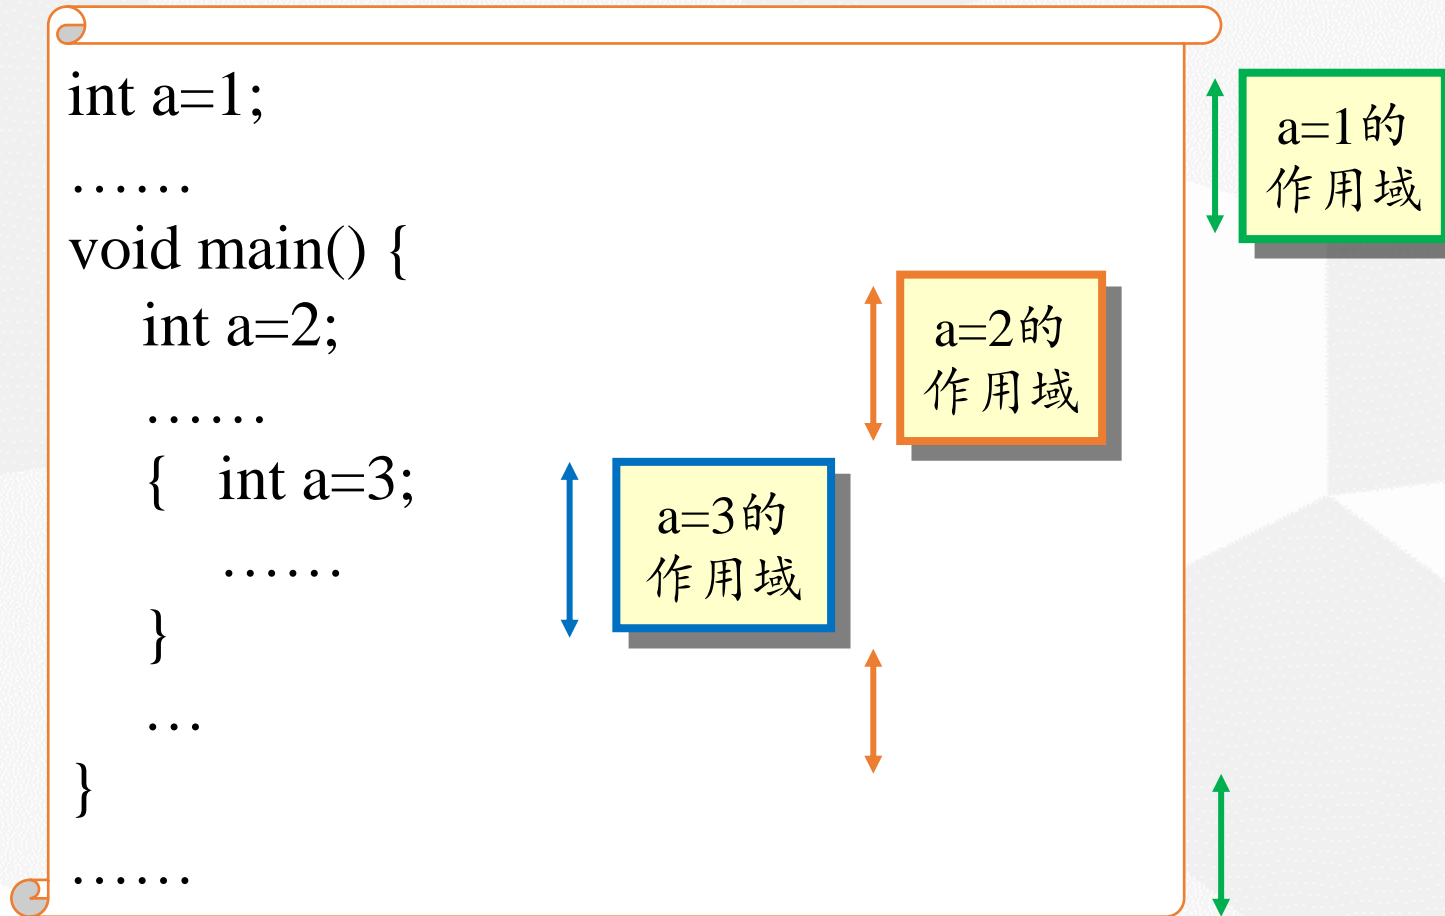 int a=1;
……
void main() {
int a=2;
……
{ int a=3;
……
}
…
}
……
a=1的
作用域
a=2的
作用域
a=3的
作用域